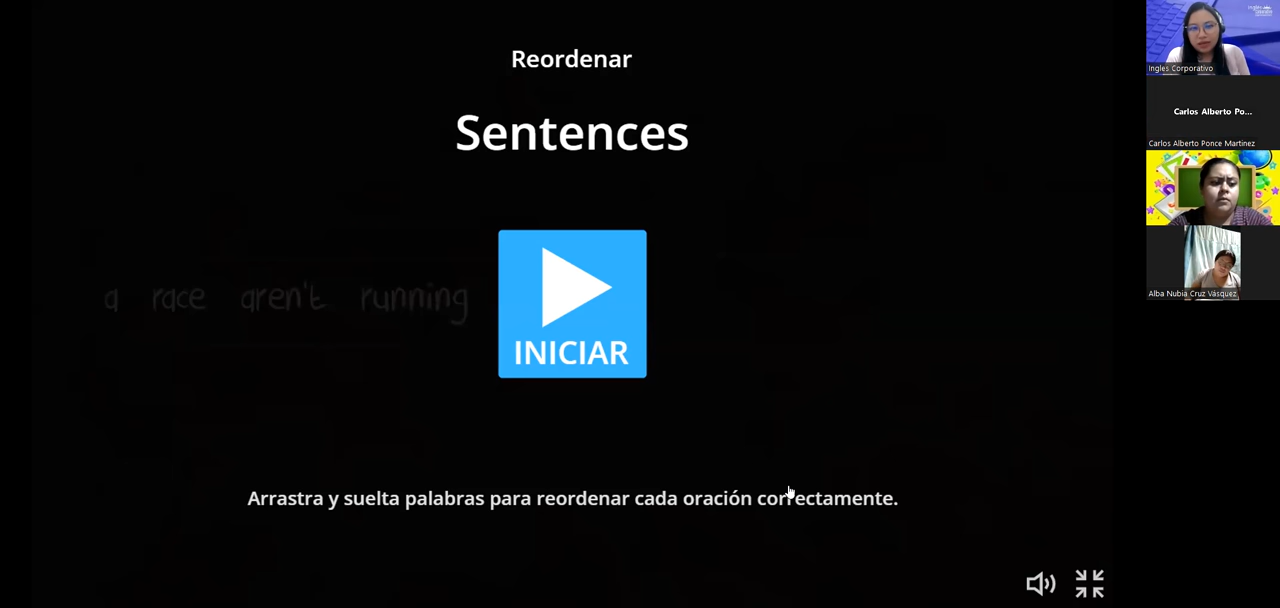 Reordenar
Sentences
a race aren't running
INICIAR
Arrastra y suelta palabras para reordenar cada oración correctamente.
Ingles Corporativo
Carlos Alberto Po...
Carlos Alberto Ponce Martinez
Alba Nubia Cruz Vásquez